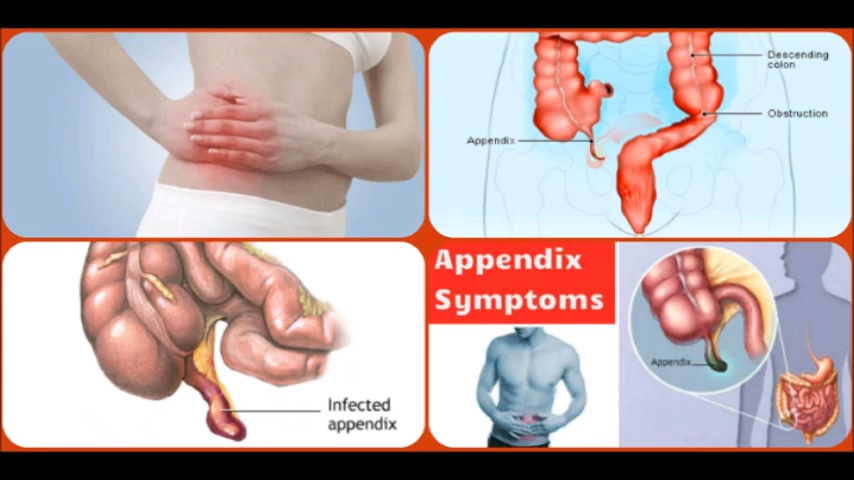 Descending
colon
Obstruction
Appendix
Infected
appendix
Appendix
Symptoms
Appendix